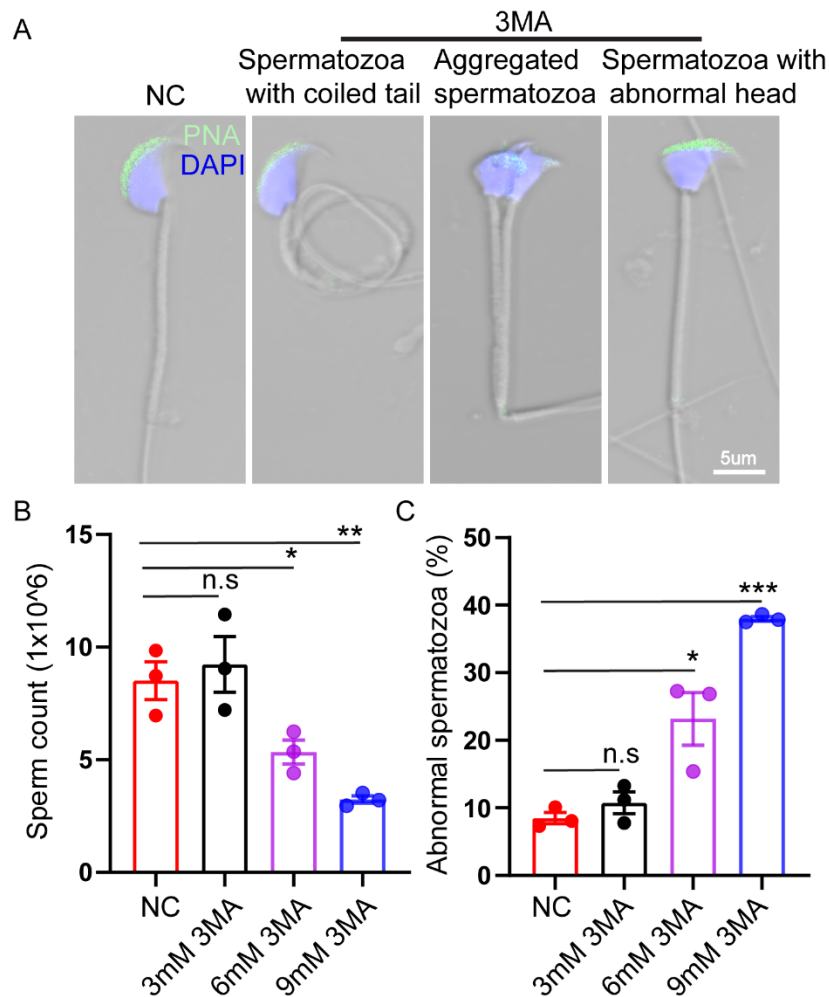 A
3MA
NC
Spermatozoa
with coiled tail
Aggregated
spermatozoa
Spermatozoa with
abnormal head
PNA
DAPI
5um
B
Sperm count (1x10^6)
15
10
5
0
**
*
n.s
NC
3mM 3MA
6mM 3MA
9mM 3MA
C
Abnormal spermatozoa (%)
50
40
30
20
10
0
***
*
n.s
NC
3mM 3MA
6mM 3MA
9mM 3MA